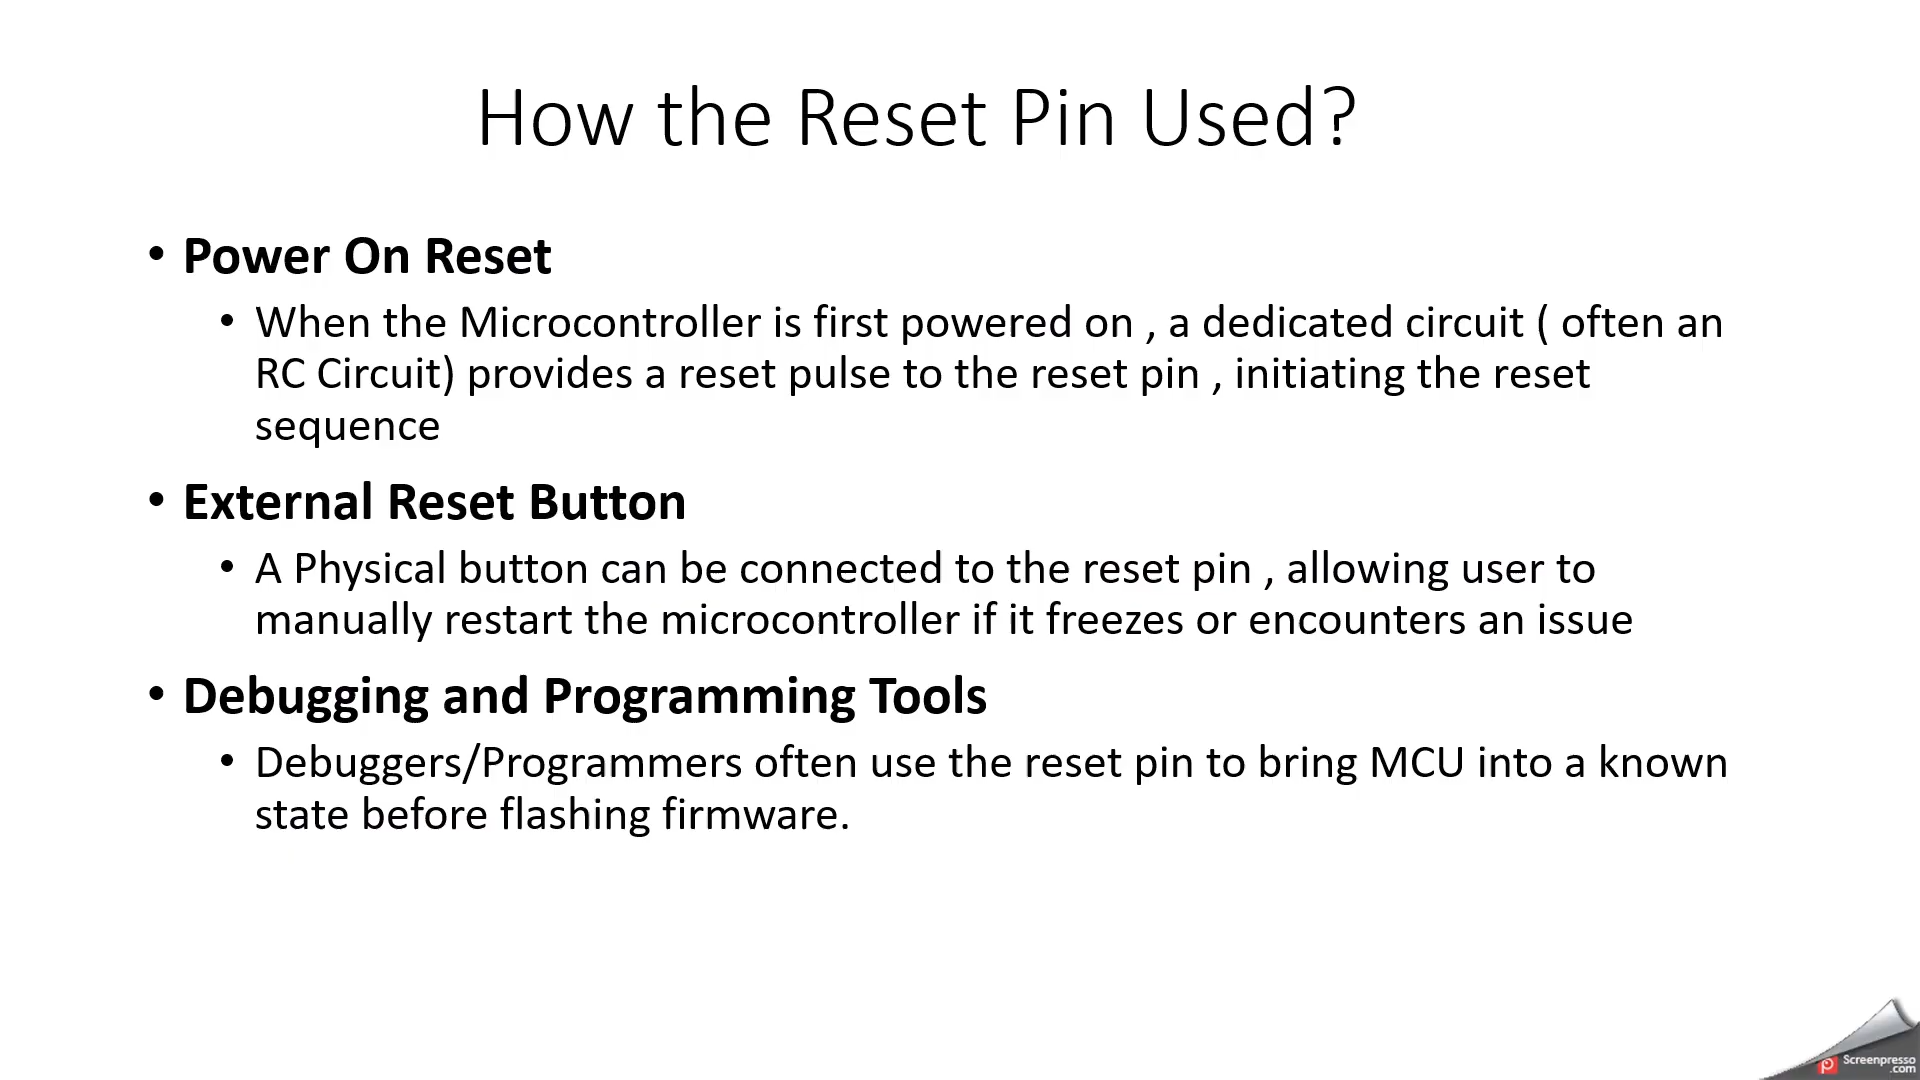 How the Reset Pin Used?
• Power On Reset
• When the Microcontroller is first powered on , a dedicated circuit ( often an
RC Circuit) provides a reset pulse to the reset pin , initiating the reset
sequence
• External Reset Button
• A Physical button can be connected to the reset pin , allowing user to
manually restart the microcontroller if it freezes or encounters an issue
• Debugging and Programming Tools
• Debuggers/Programmers often use the reset pin to bring MCU into a known
state before flashing firmware.
Screenpresso
.com